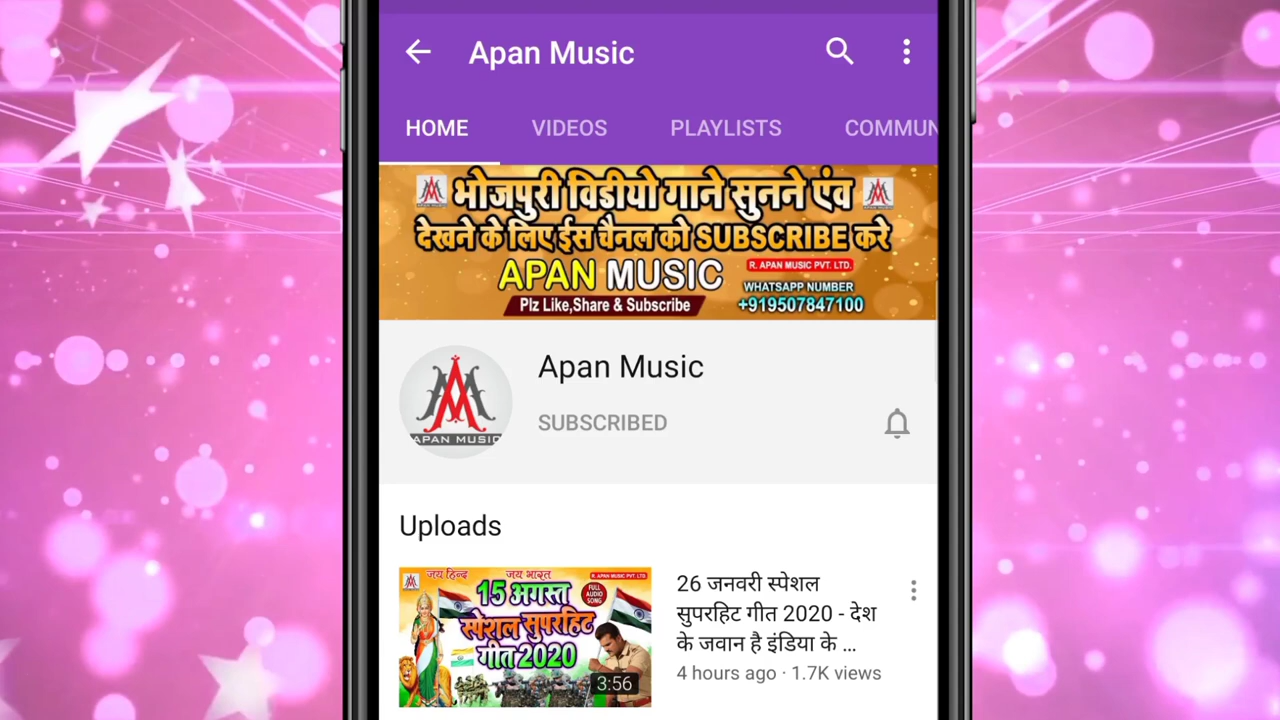 Apan Music
HOME VIDEOS PLAYLISTS COMMUN
भोजपुरी विडीयो गाने सुनने एंव
देखने के लिए ईस चैनल को SUBSCRIBE करे
APAN MUSIC
R. APAN MUSIC PVT. LTD.
WHATSAPP NUMBER
+919507847100
Plz Like,Share & Subscribe
Apan Music
SUBSCRIBED
APAN MUSIC
Uploads
जय हिन्द जय भारत
R. APAN MUSIC PVT. LTD
15 अगस्त
FULL
AUDIO
SONG
स्पेशल सुपरहिट
गीत 2020
3:56
26 जनवरी स्पेशल
सुपरहिट गीत 2020 - देश
के जवान है इंडिया के ...
4 hours ago · 1.7K views